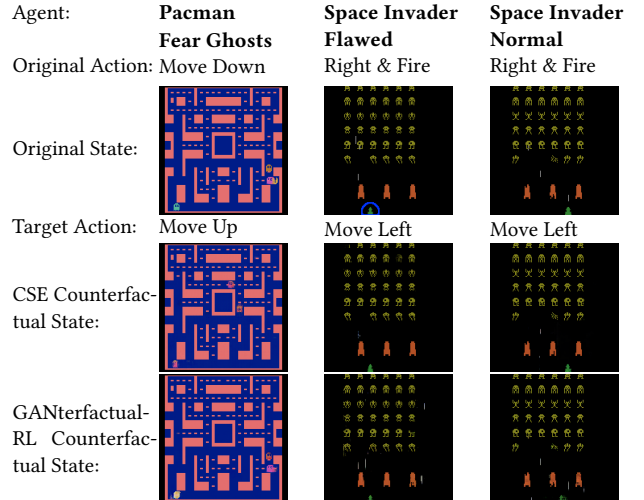 Agent: Pacman Space Invader Space Invader
Fear Ghosts Flawed Normal
Original Action: Move Down Right & Fire Right & Fire
Original State:
Target Action: Move Up Move Left Move Left
CSE Counterfac-
tual State:
GANterfactual-
RL Counterfac-
tual State: